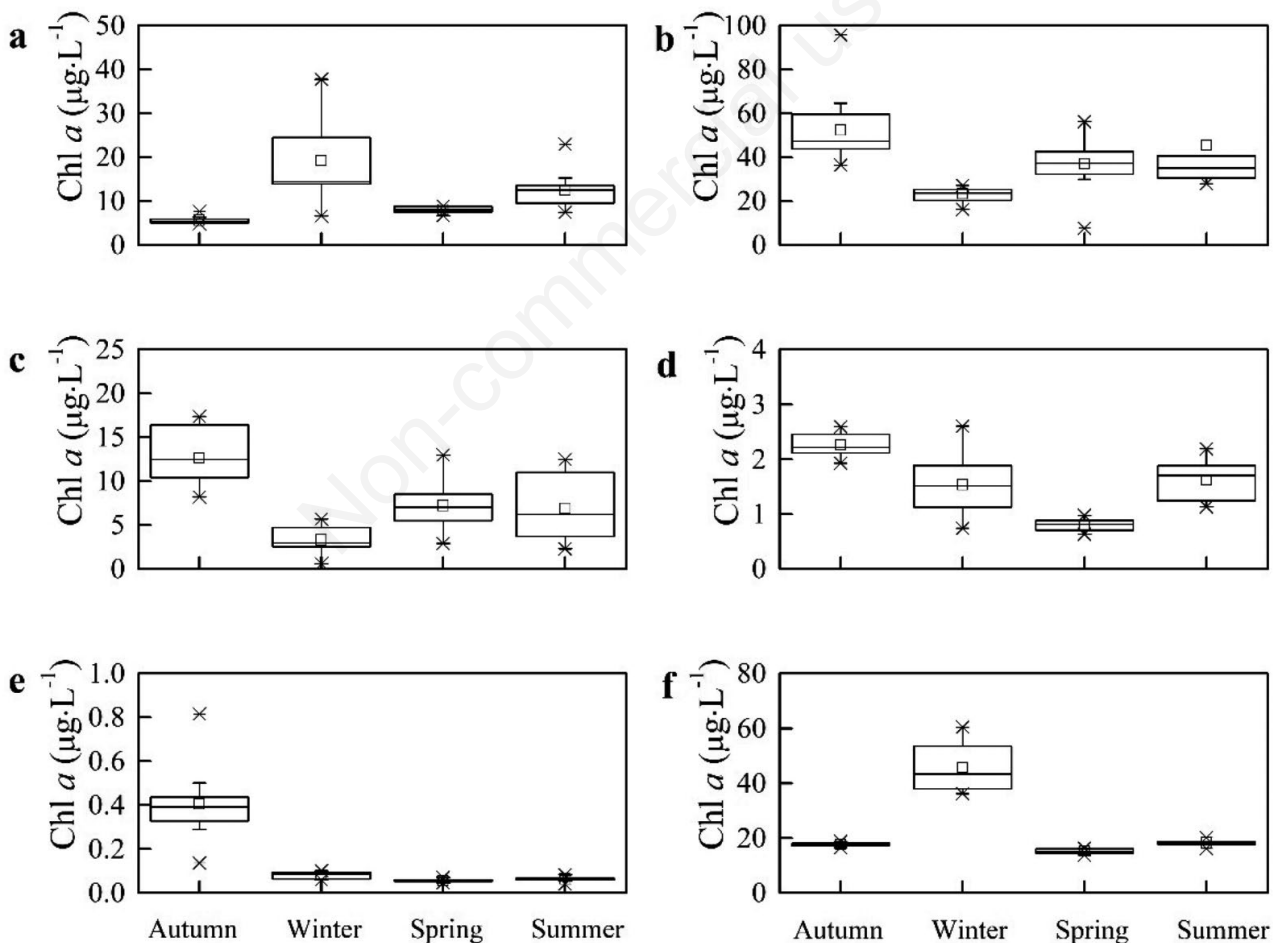 a
Chl a (µg·L⁻¹)
50
40
30
20
10
0
b
Chl a (µg·L⁻¹)
100
80
60
40
20
0
c
Chl a (µg·L⁻¹)
25
20
15
10
5
0
d
Chl a (µg·L⁻¹)
4
3
2
1
0
e
Chl a (µg·L⁻¹)
1.0
0.8
0.6
0.4
0.2
0.0
Autumn Winter Spring Summer
f
Chl a (µg·L⁻¹)
80
60
40
20
0
Autumn Winter Spring Summer
Non-commercial us